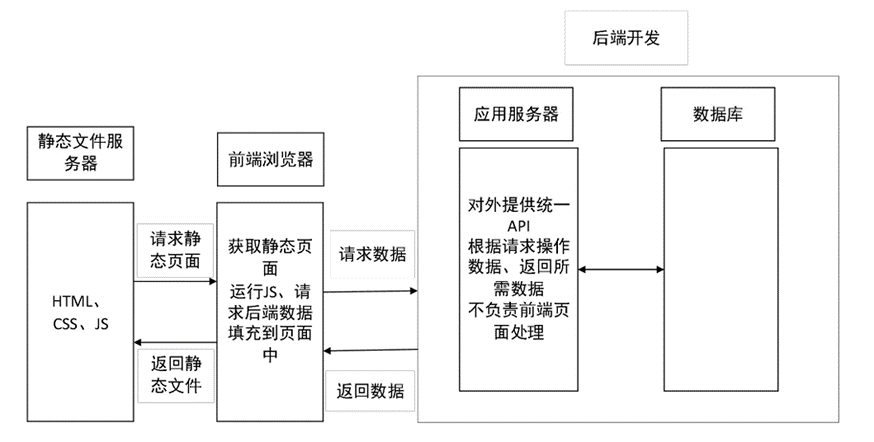 后端开发
应用服务器
数据库
静态文件服
务器
前端浏览器
请求静
态页面
HTML、
CSS、JS
返回静
态文件
获取静态页
面
运行JS、请
求后端数据
填充到页面
中
请求数据
返回数据
对外提供统一
API
根据请求操作
数据、返回所
需数据
不负责前端页
面处理